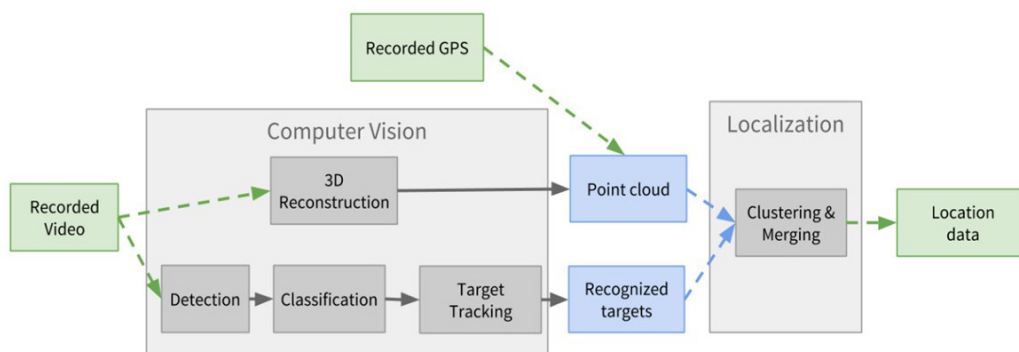 Recorded GPS
Computer Vision
Localization
3D
Reconstruction
Point cloud
Recorded
Video
Clustering &
Merging
Location
data
Detection
Classification
Target
Tracking
Recognized
targets